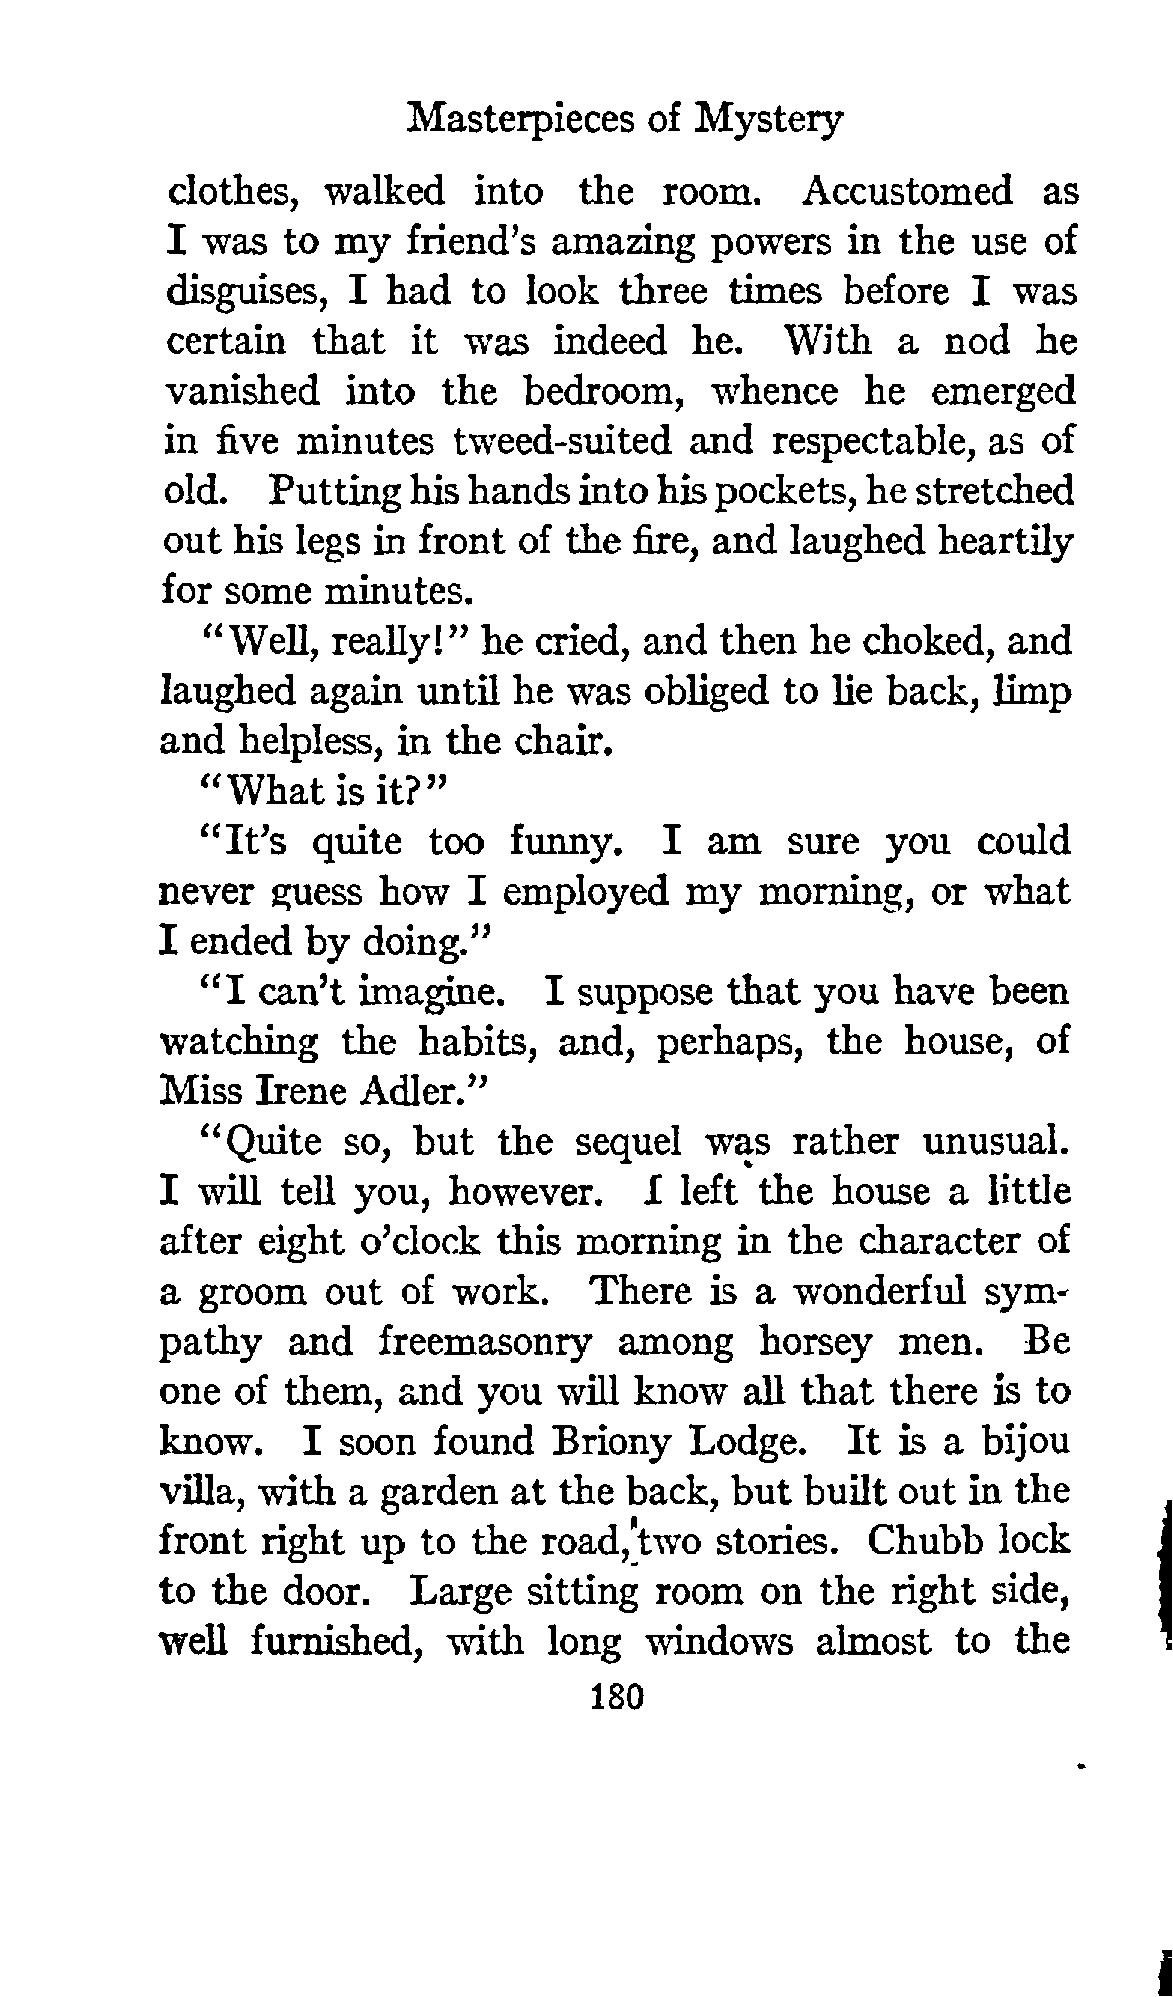 Masterpieces of Mystery
clothes, walked into the room. Accustomed as
I was to my friend's amazing powers in the use of
disguises, I had to look three times before I was
certain that it was indeed he. With a nod he
vanished into the bedroom, whence he emerged
in five minutes tweed-suited and respectable, as of
old. Putting his hands into his pockets, he stretched
out his legs in front of the fire, and laughed heartily
for some minutes.
"Well, really!" he cried, and then he choked, and
laughed again until he was obliged to lie back, limp
and helpless, in the chair.
"What is it?"
"It's quite too funny. I am sure you could
never guess how I employed my morning, or what
I ended by doing."
"I can't imagine. I suppose that you have been
watching the habits, and, perhaps, the house, of
Miss Irene Adler."
"Quite so, but the sequel was rather unusual.
I will tell you, however. I left the house a little
after eight o'clock this morning in the character of
a groom out of work. There is a wonderful sym-
pathy and freemasonry among horsey men. Be
one of them, and you will know all that there is to
know. I soon found Briony Lodge. It is a bijou
villa, with a garden at the back, but built out in the
front right up to the road, two stories. Chubb lock
to the door. Large sitting room on the right side,
well furnished, with long windows almost to the
180